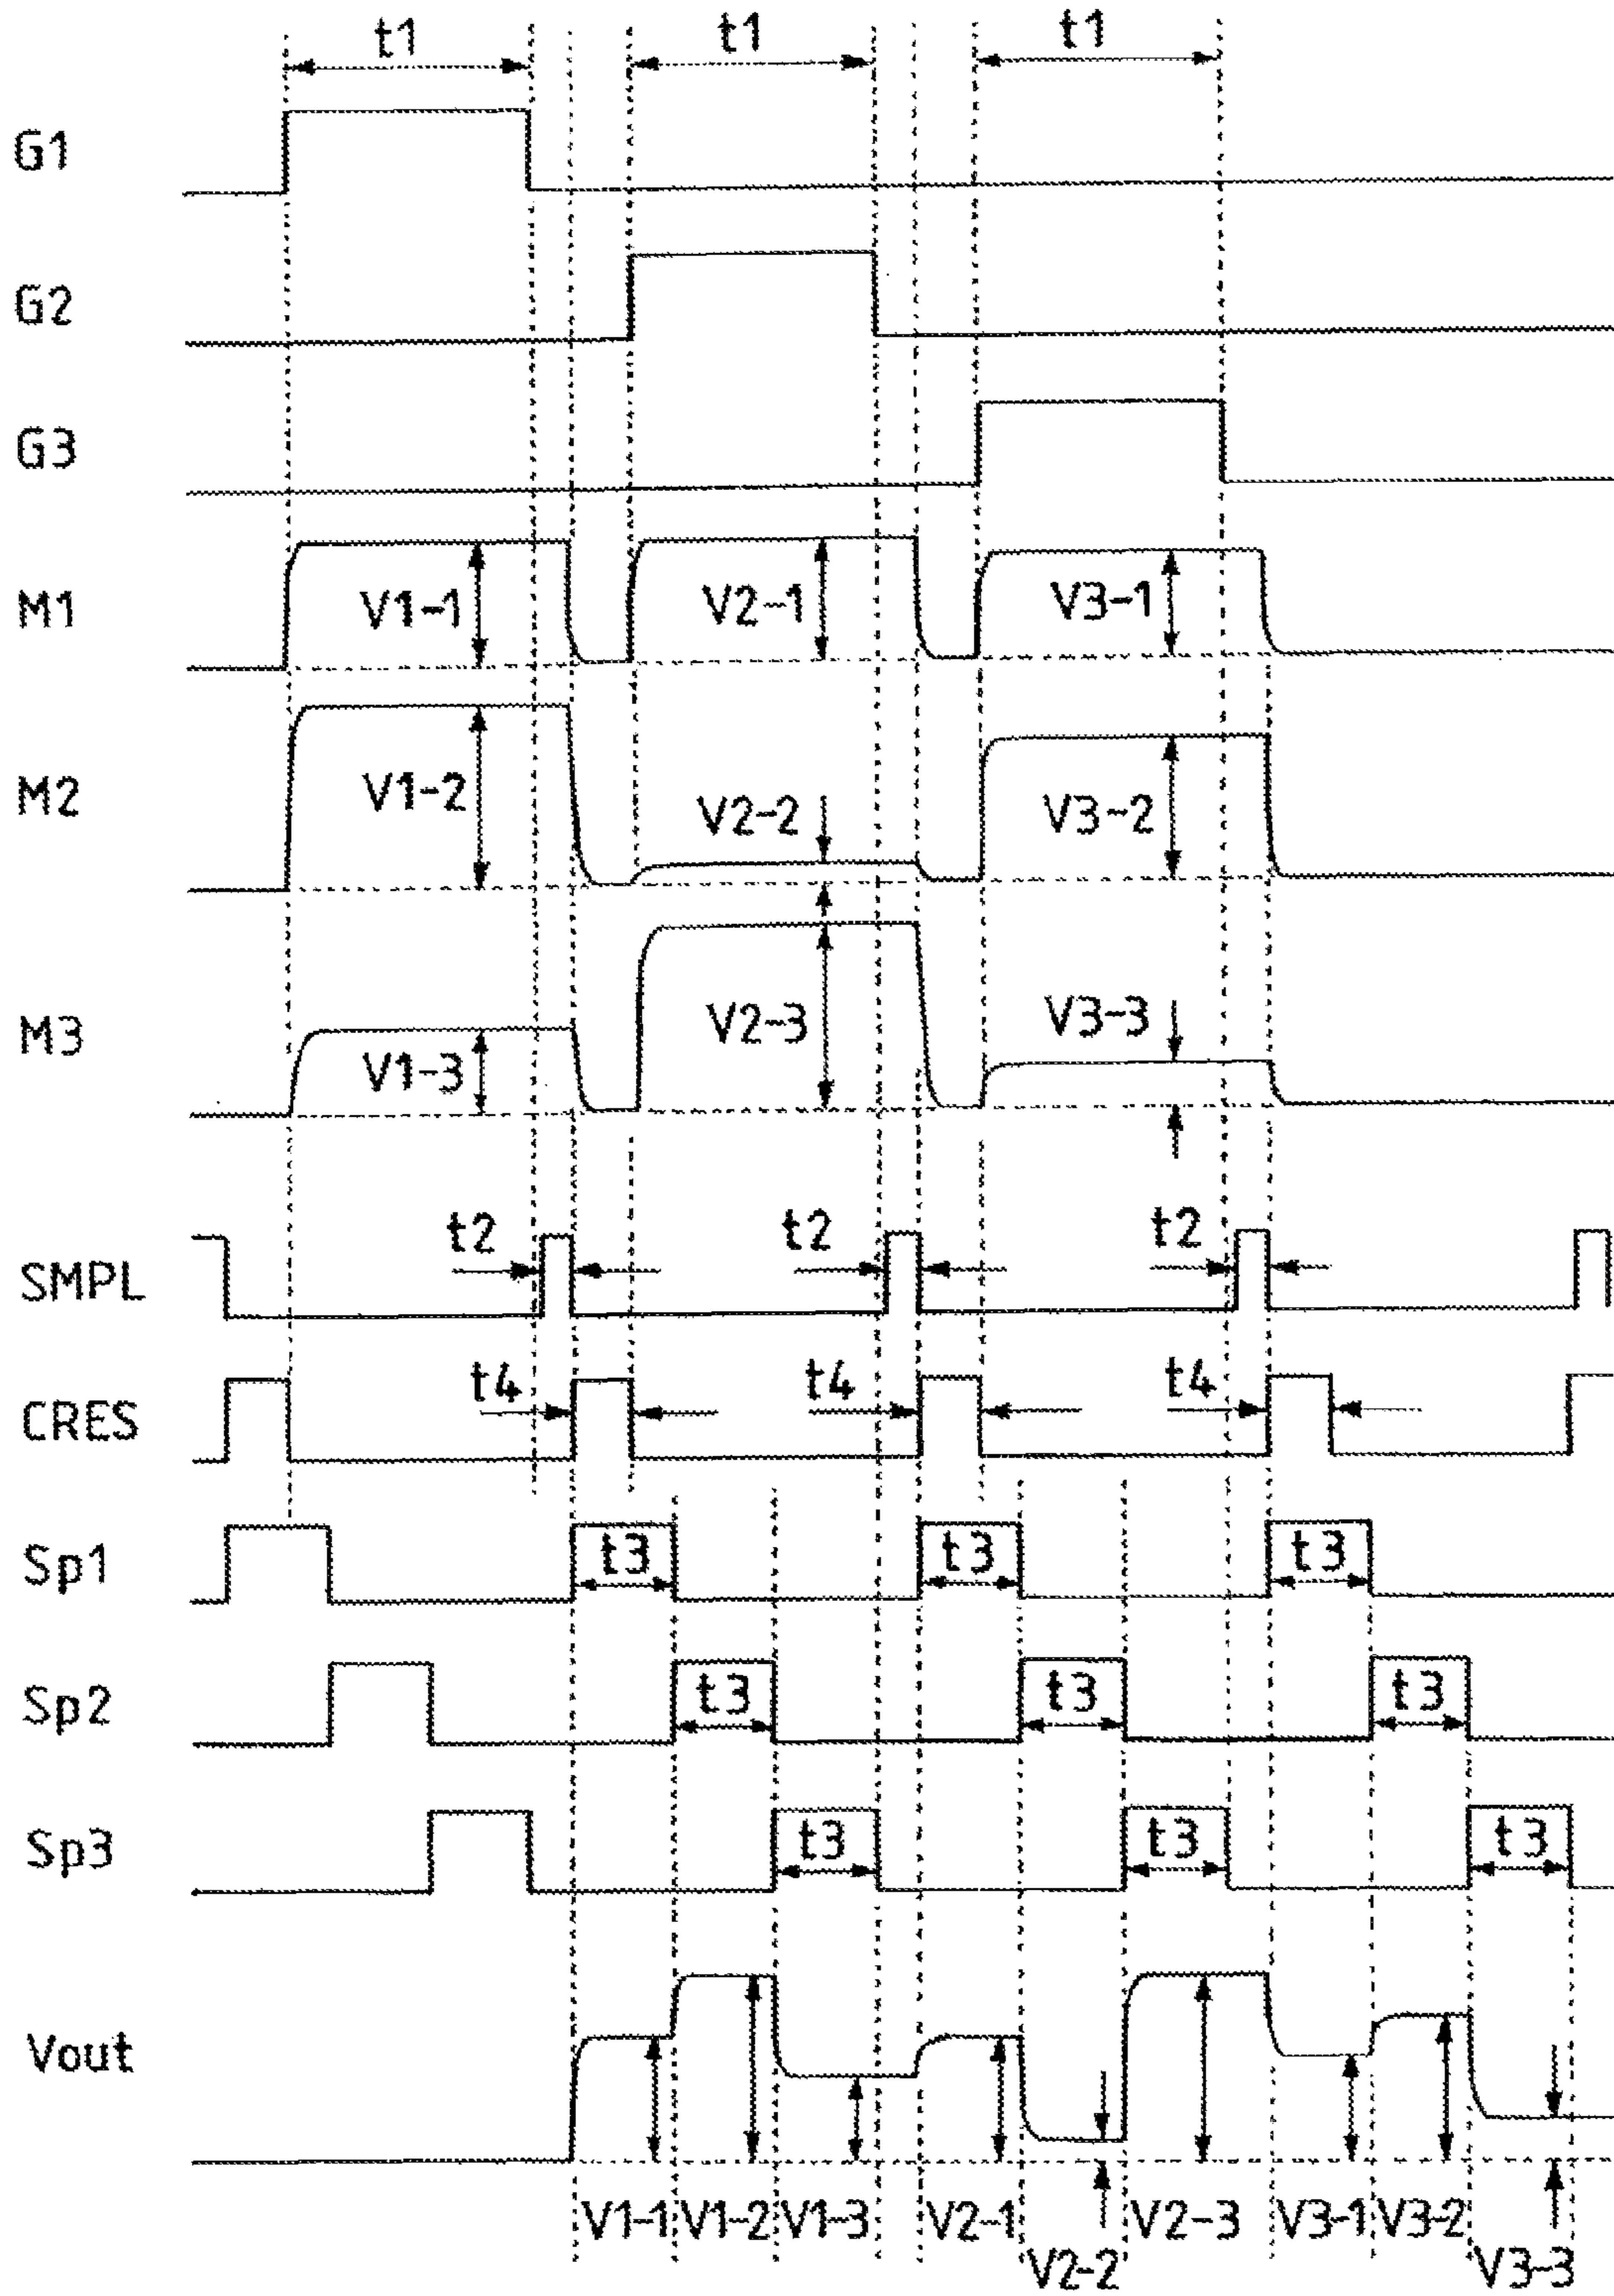 t1 t1 t1
G1
G2
G3
M1 V1-1 V2-1 V3-1
M2 V1-2 V2-2 V3-2
M3 V1-3 V2-3 V3-3
SMPL t2 t2 t2
CRES t4 t4 t4
Sp1 t3 t3 t3
Sp2 t3 t3 t3
Sp3 t3 t3 t3
Vout
V1-1 V1-2 V1-3 V2-1 V2-3 V3-1 V3-2
V2-2 V3-3